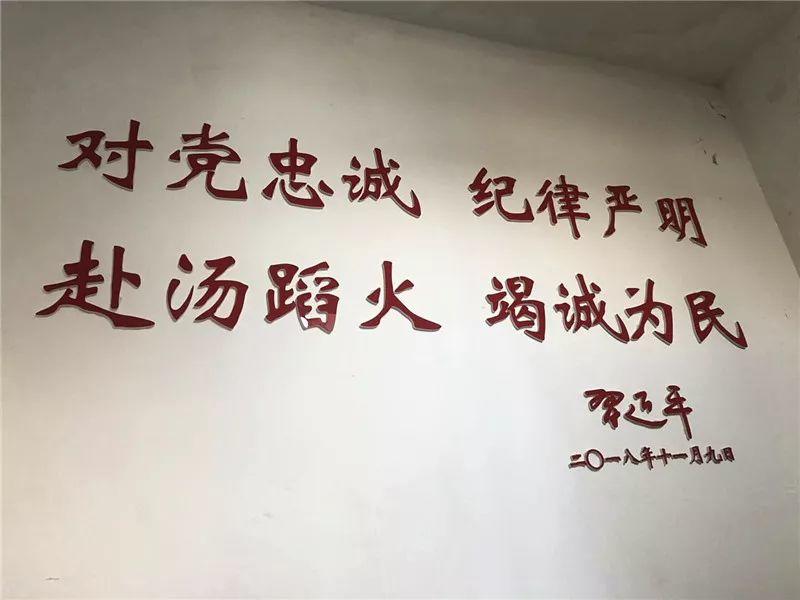 对党忠诚 纪律严明
赴汤蹈火 竭诚为民
习近平
二〇一八年十一月九日